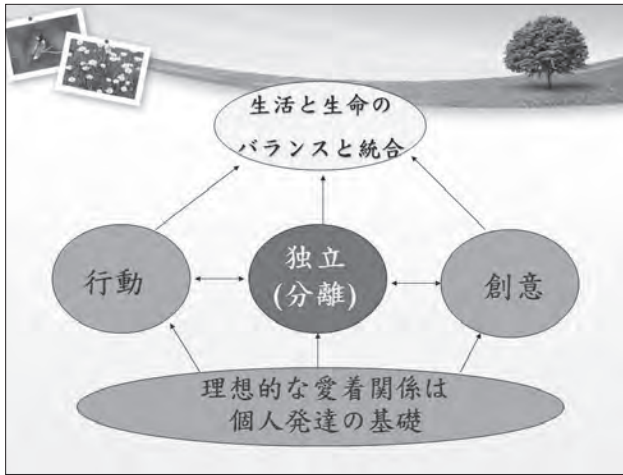 生活と生命の
バランスと統合
行動
独立
(分離)
創意
理想的な愛着関係は
個人発達の基礎